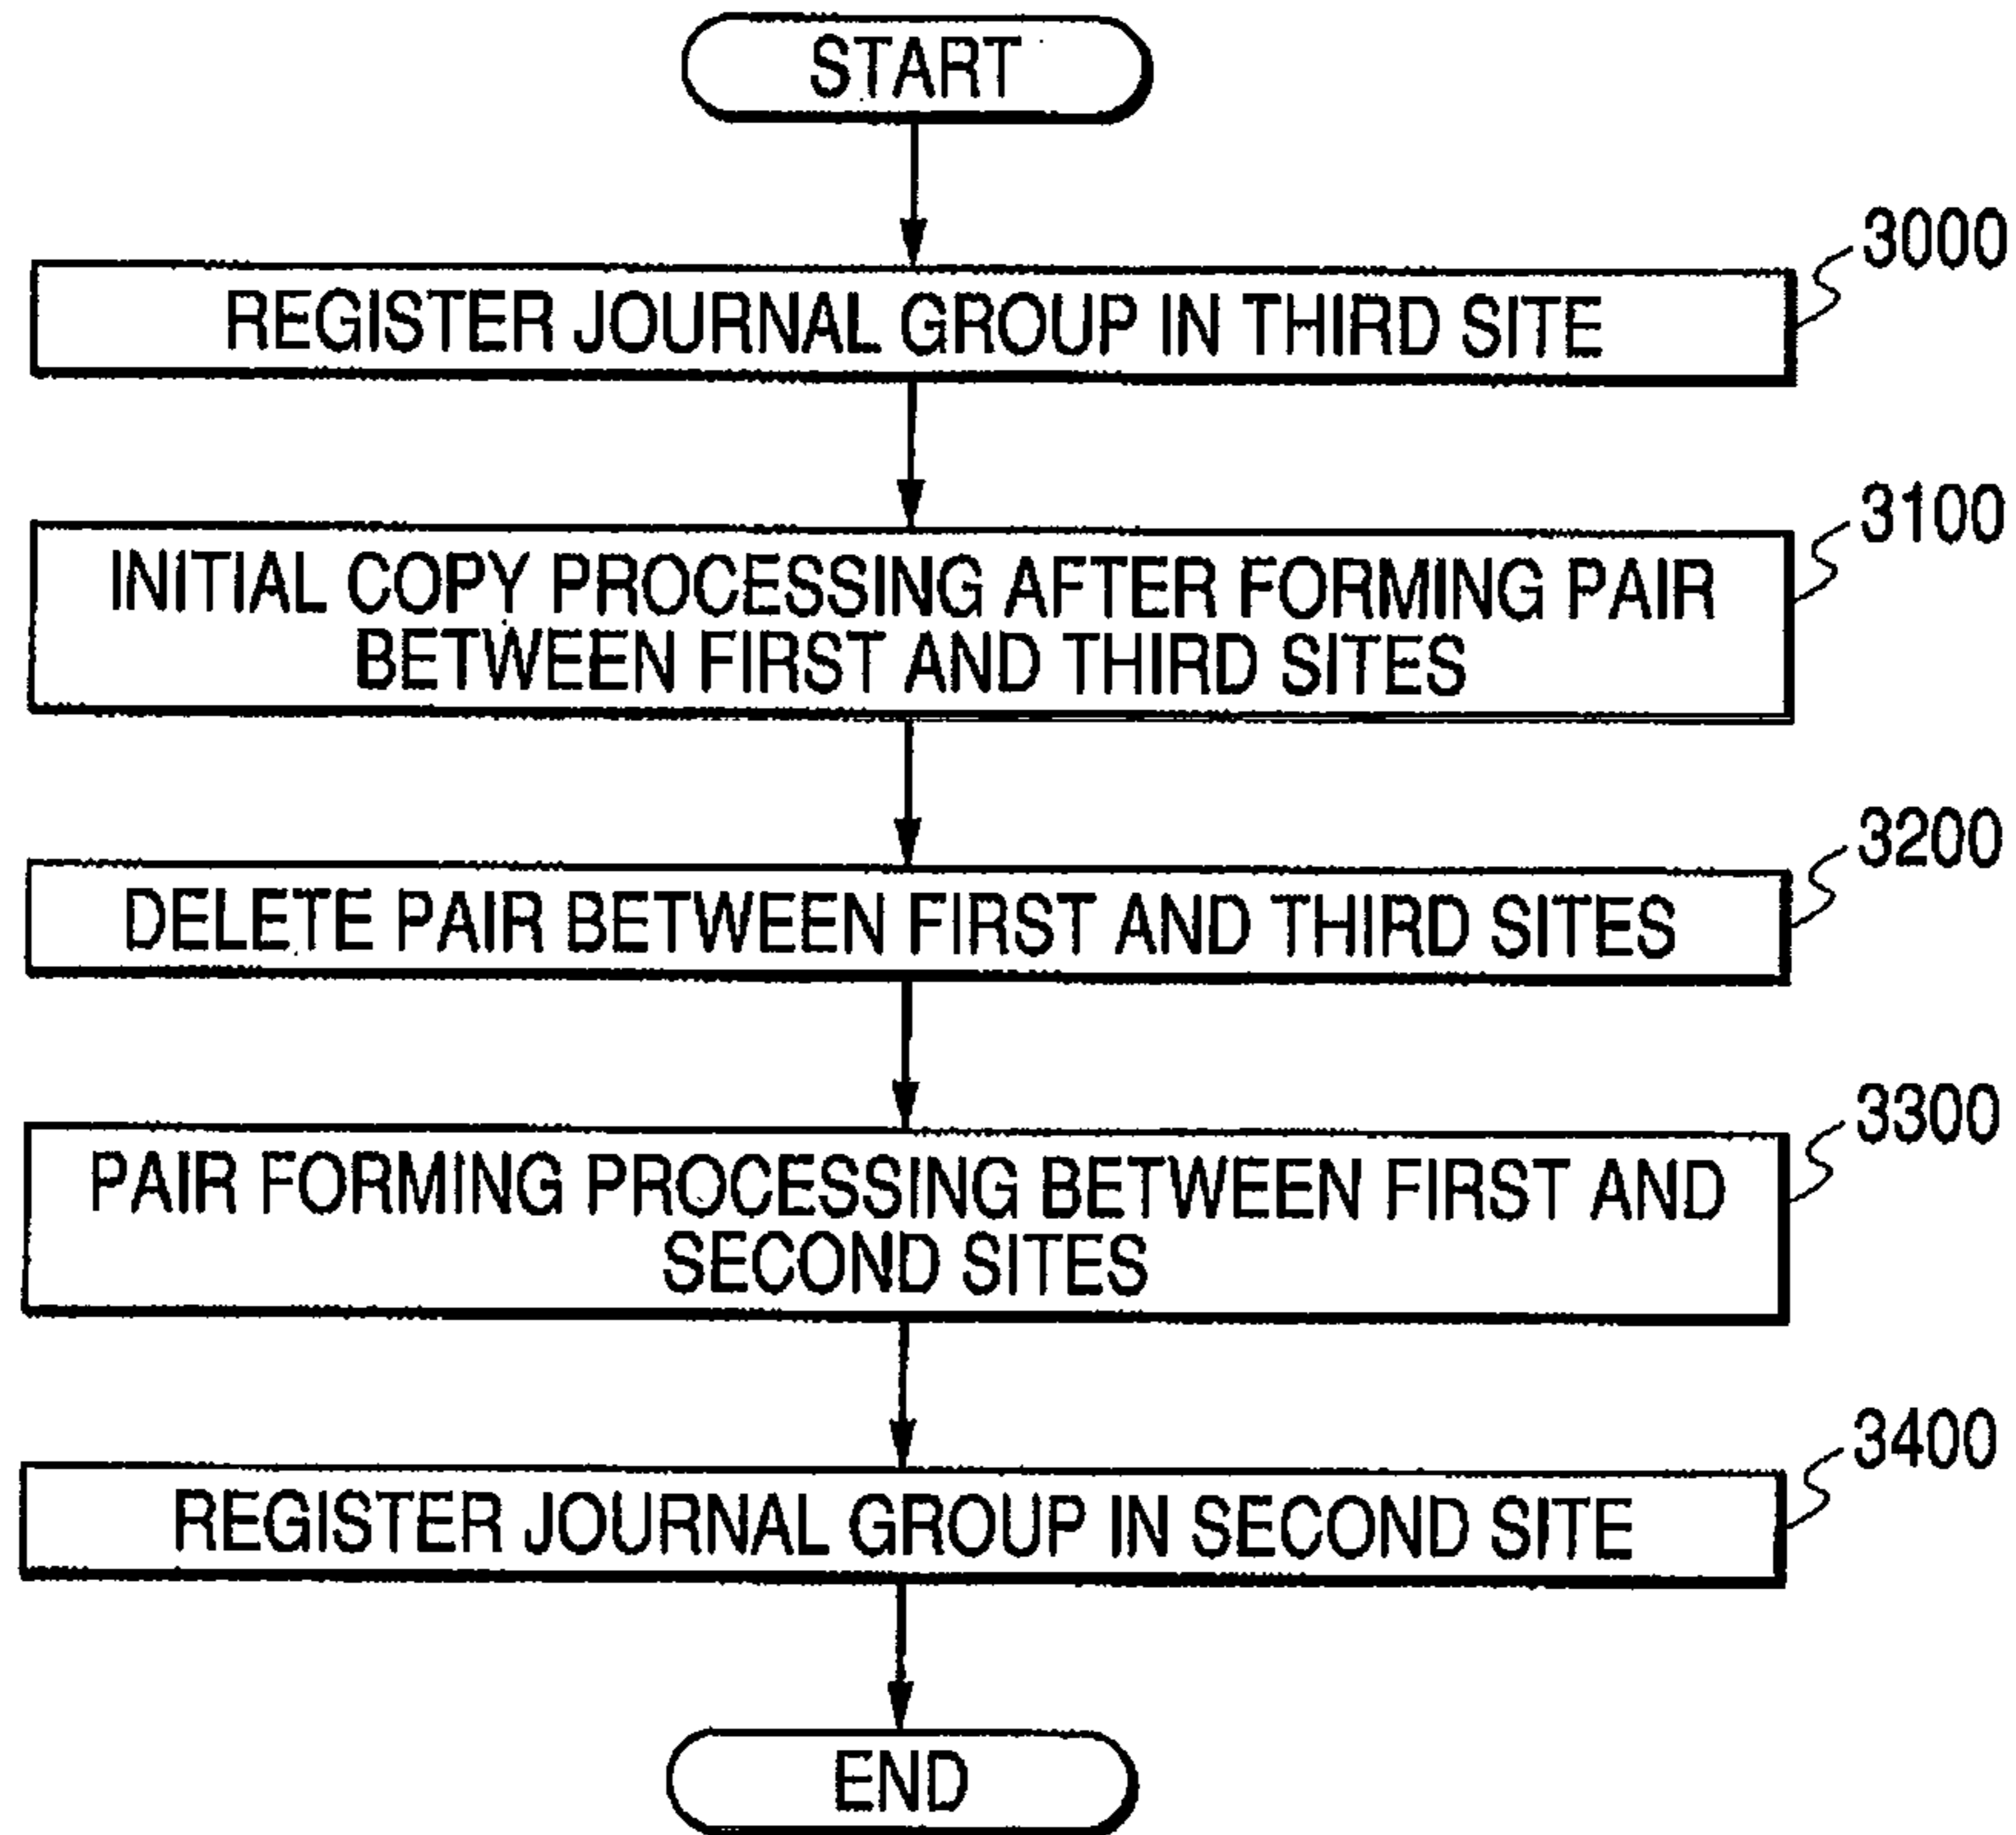 START
3000
REGISTER JOURNAL GROUP IN THIRD SITE
3100
INITIAL COPY PROCESSING AFTER FORMING PAIR
BETWEEN FIRST AND THIRD SITES
3200
DELETE PAIR BETWEEN FIRST AND THIRD SITES
3300
PAIR FORMING PROCESSING BETWEEN FIRST AND
SECOND SITES
3400
REGISTER JOURNAL GROUP IN SECOND SITE
END